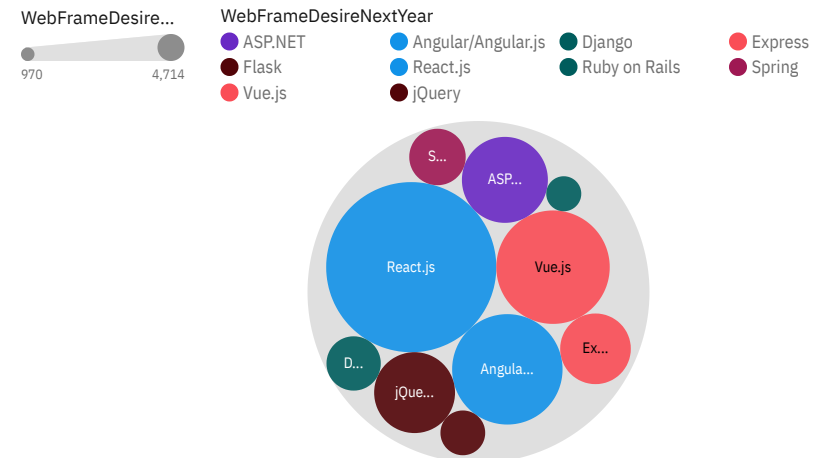 WebFrameDesire...
970
4,714
WebFrameDesireNextYear
ASP.NET
Angular/Angular.js
Django
Express
Flask
React.js
Ruby on Rails
Spring
Vue.js
jQuery
S...
ASP...
React.js
Vue.js
Ex...
D...
Angula...
jQue...